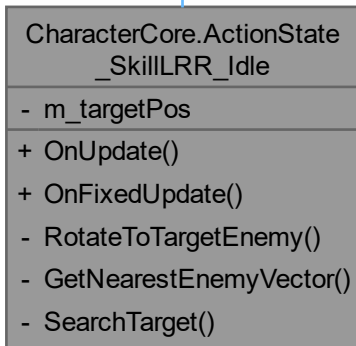 CharacterCore.ActionState
_SkillLRR_Idle
- m_targetPos
+ OnUpdate()
+ OnFixedUpdate()
- RotateToTargetEnemy()
- GetNearestEnemyVector()
- SearchTarget()